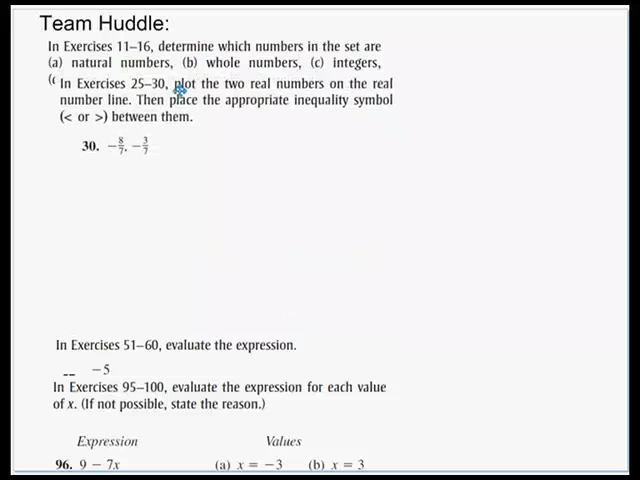 Team Huddle:
In Exercises 11–16, determine which numbers in the set are
(a) natural numbers, (b) whole numbers, (c) integers,
(
In Exercises 25–30, plot the two real numbers on the real
number line. Then place the appropriate inequality symbol
(< or >) between them.
30. −8/7, −3/7
In Exercises 51–60, evaluate the expression.
−5
In Exercises 95–100, evaluate the expression for each value
of x. (If not possible, state the reason.)
Expression Values
96. 9 − 7x (a) x = −3 (b) x = 3